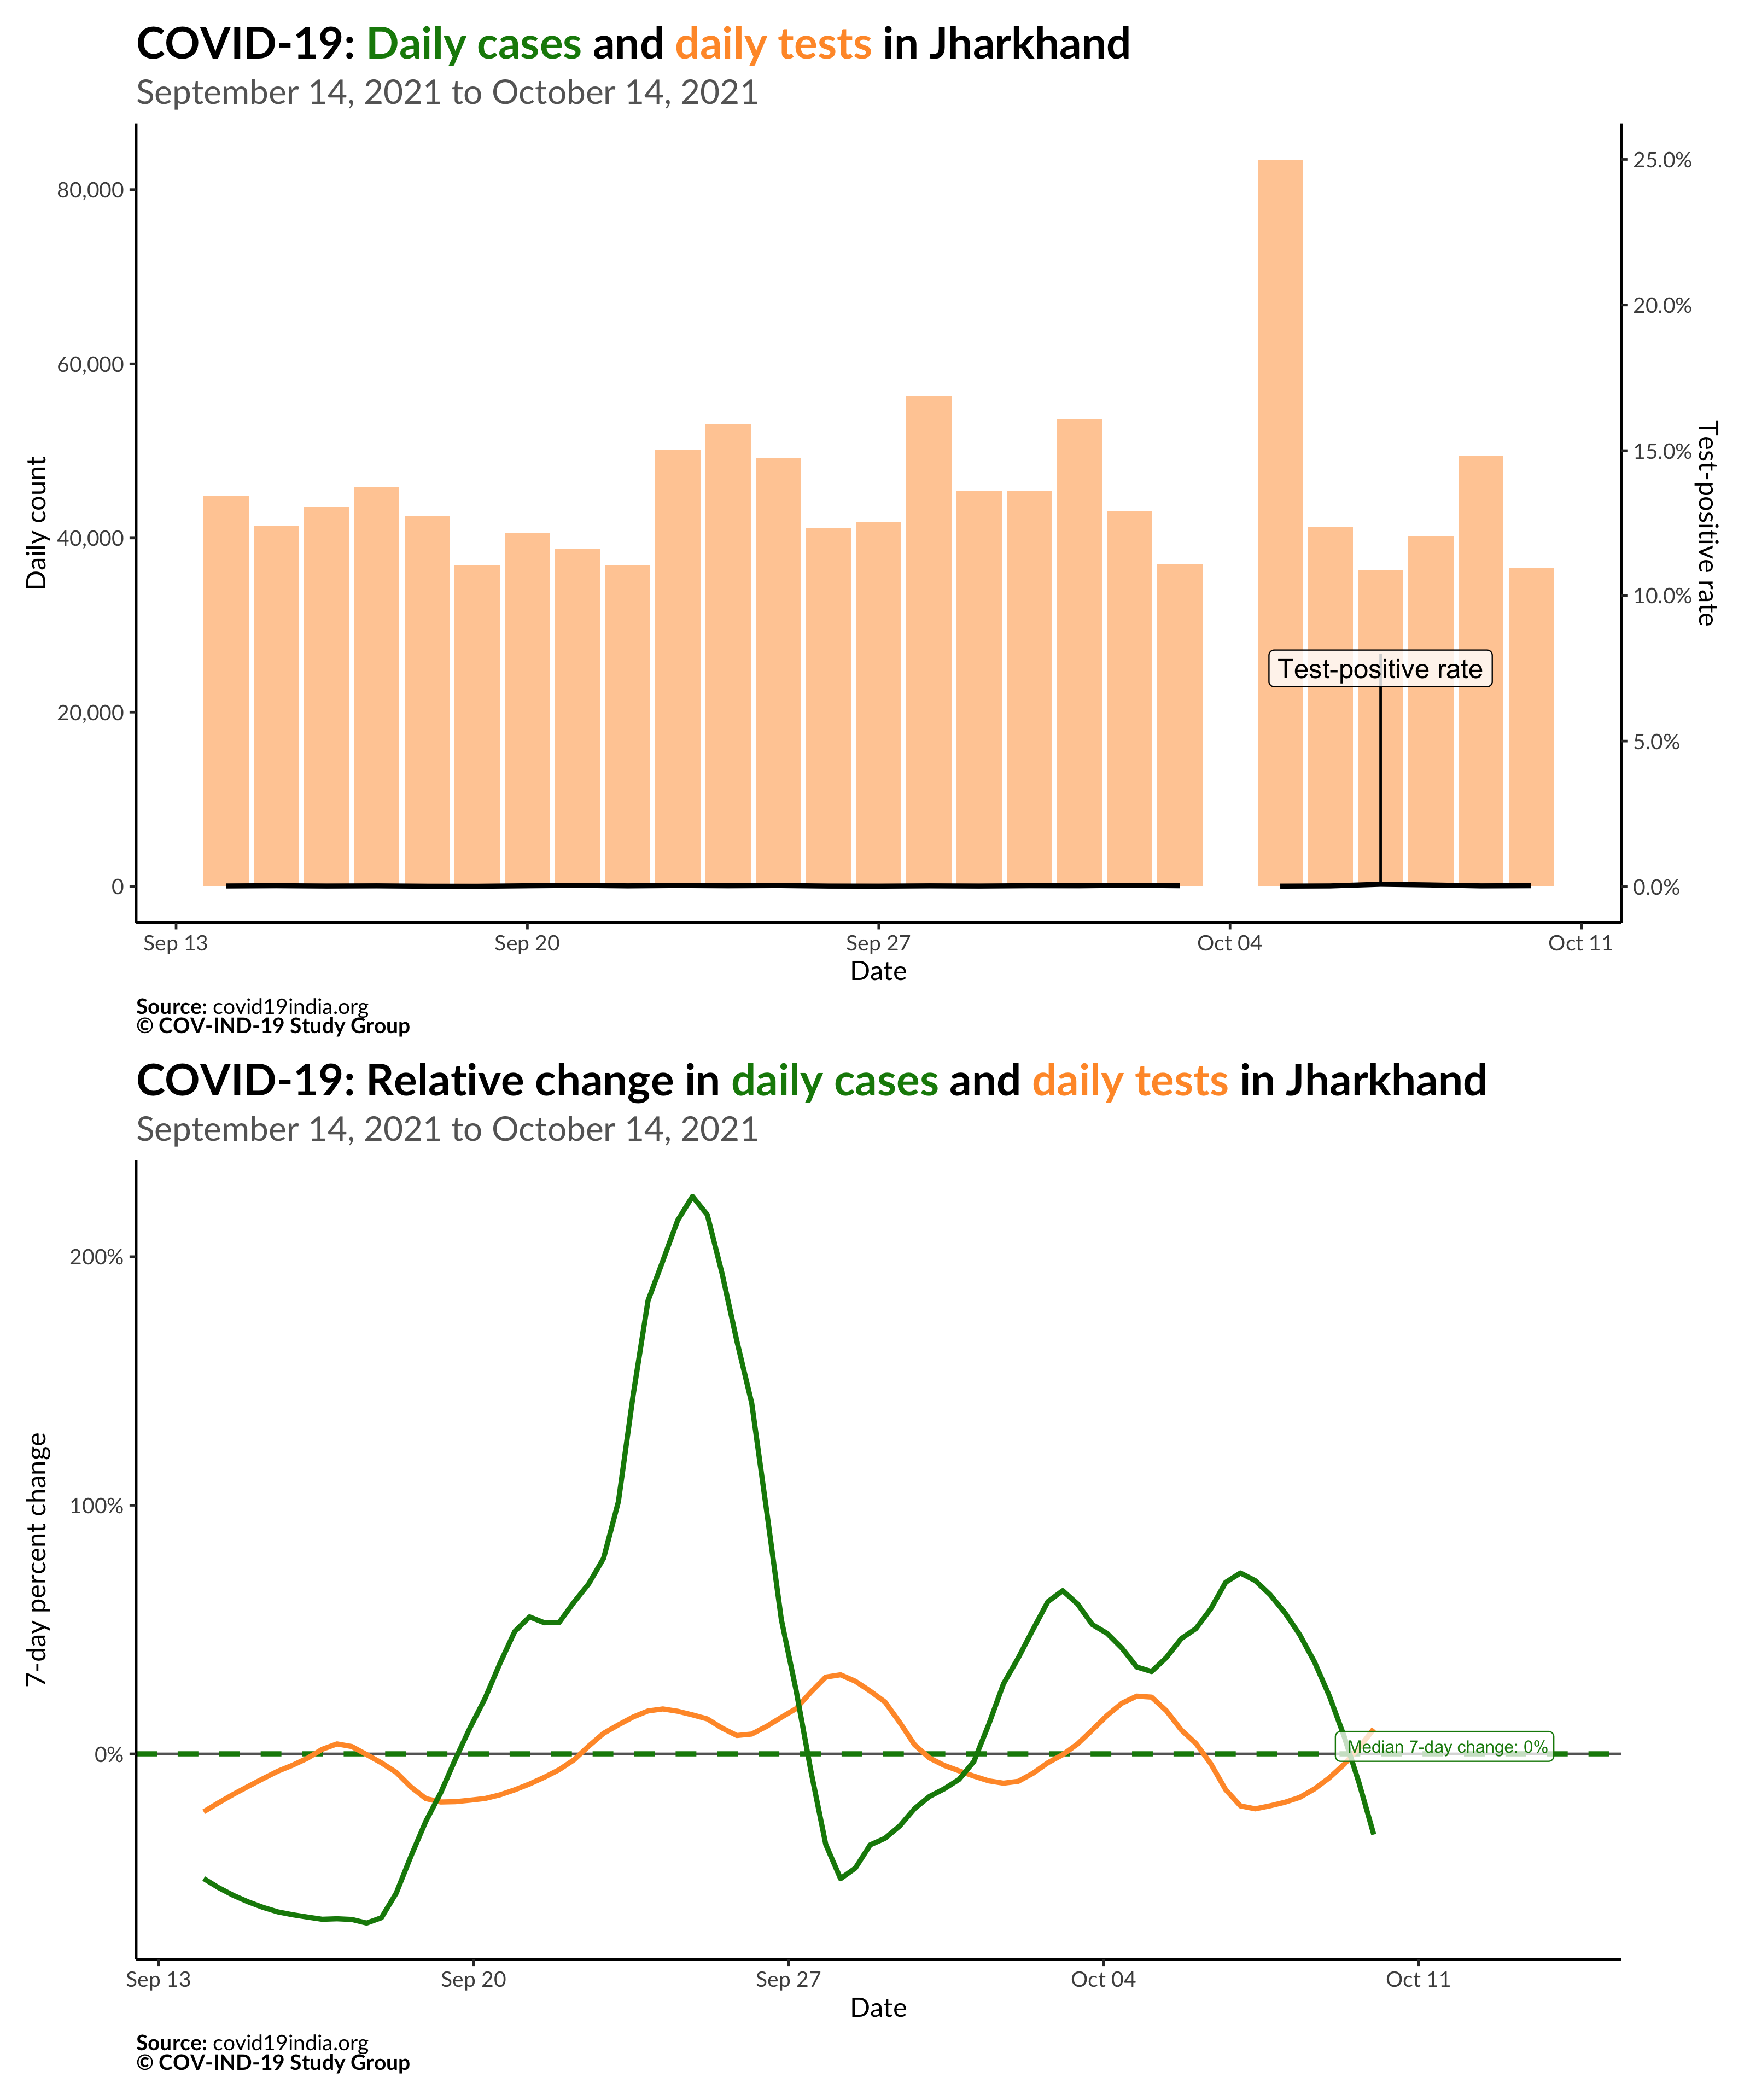 COVID-19: Daily cases and daily tests in Jharkhand
September 14, 2021 to October 14, 2021
80,000
60,000
40,000
20,000
0
Daily count
25.0%
20.0%
15.0%
10.0%
5.0%
0.0%
Test-positive rate
Test-positive rate
Sep 13
Sep 20
Sep 27
Oct 04
Oct 11
Date
Source: covid19india.org
© COV-IND-19 Study Group
COVID-19: Relative change in daily cases and daily tests in Jharkhand
September 14, 2021 to October 14, 2021
200%
100%
0%
7-day percent change
Median 7-day change: 0%
Sep 13
Sep 20
Sep 27
Oct 04
Oct 11
Date
Source: covid19india.org
© COV-IND-19 Study Group